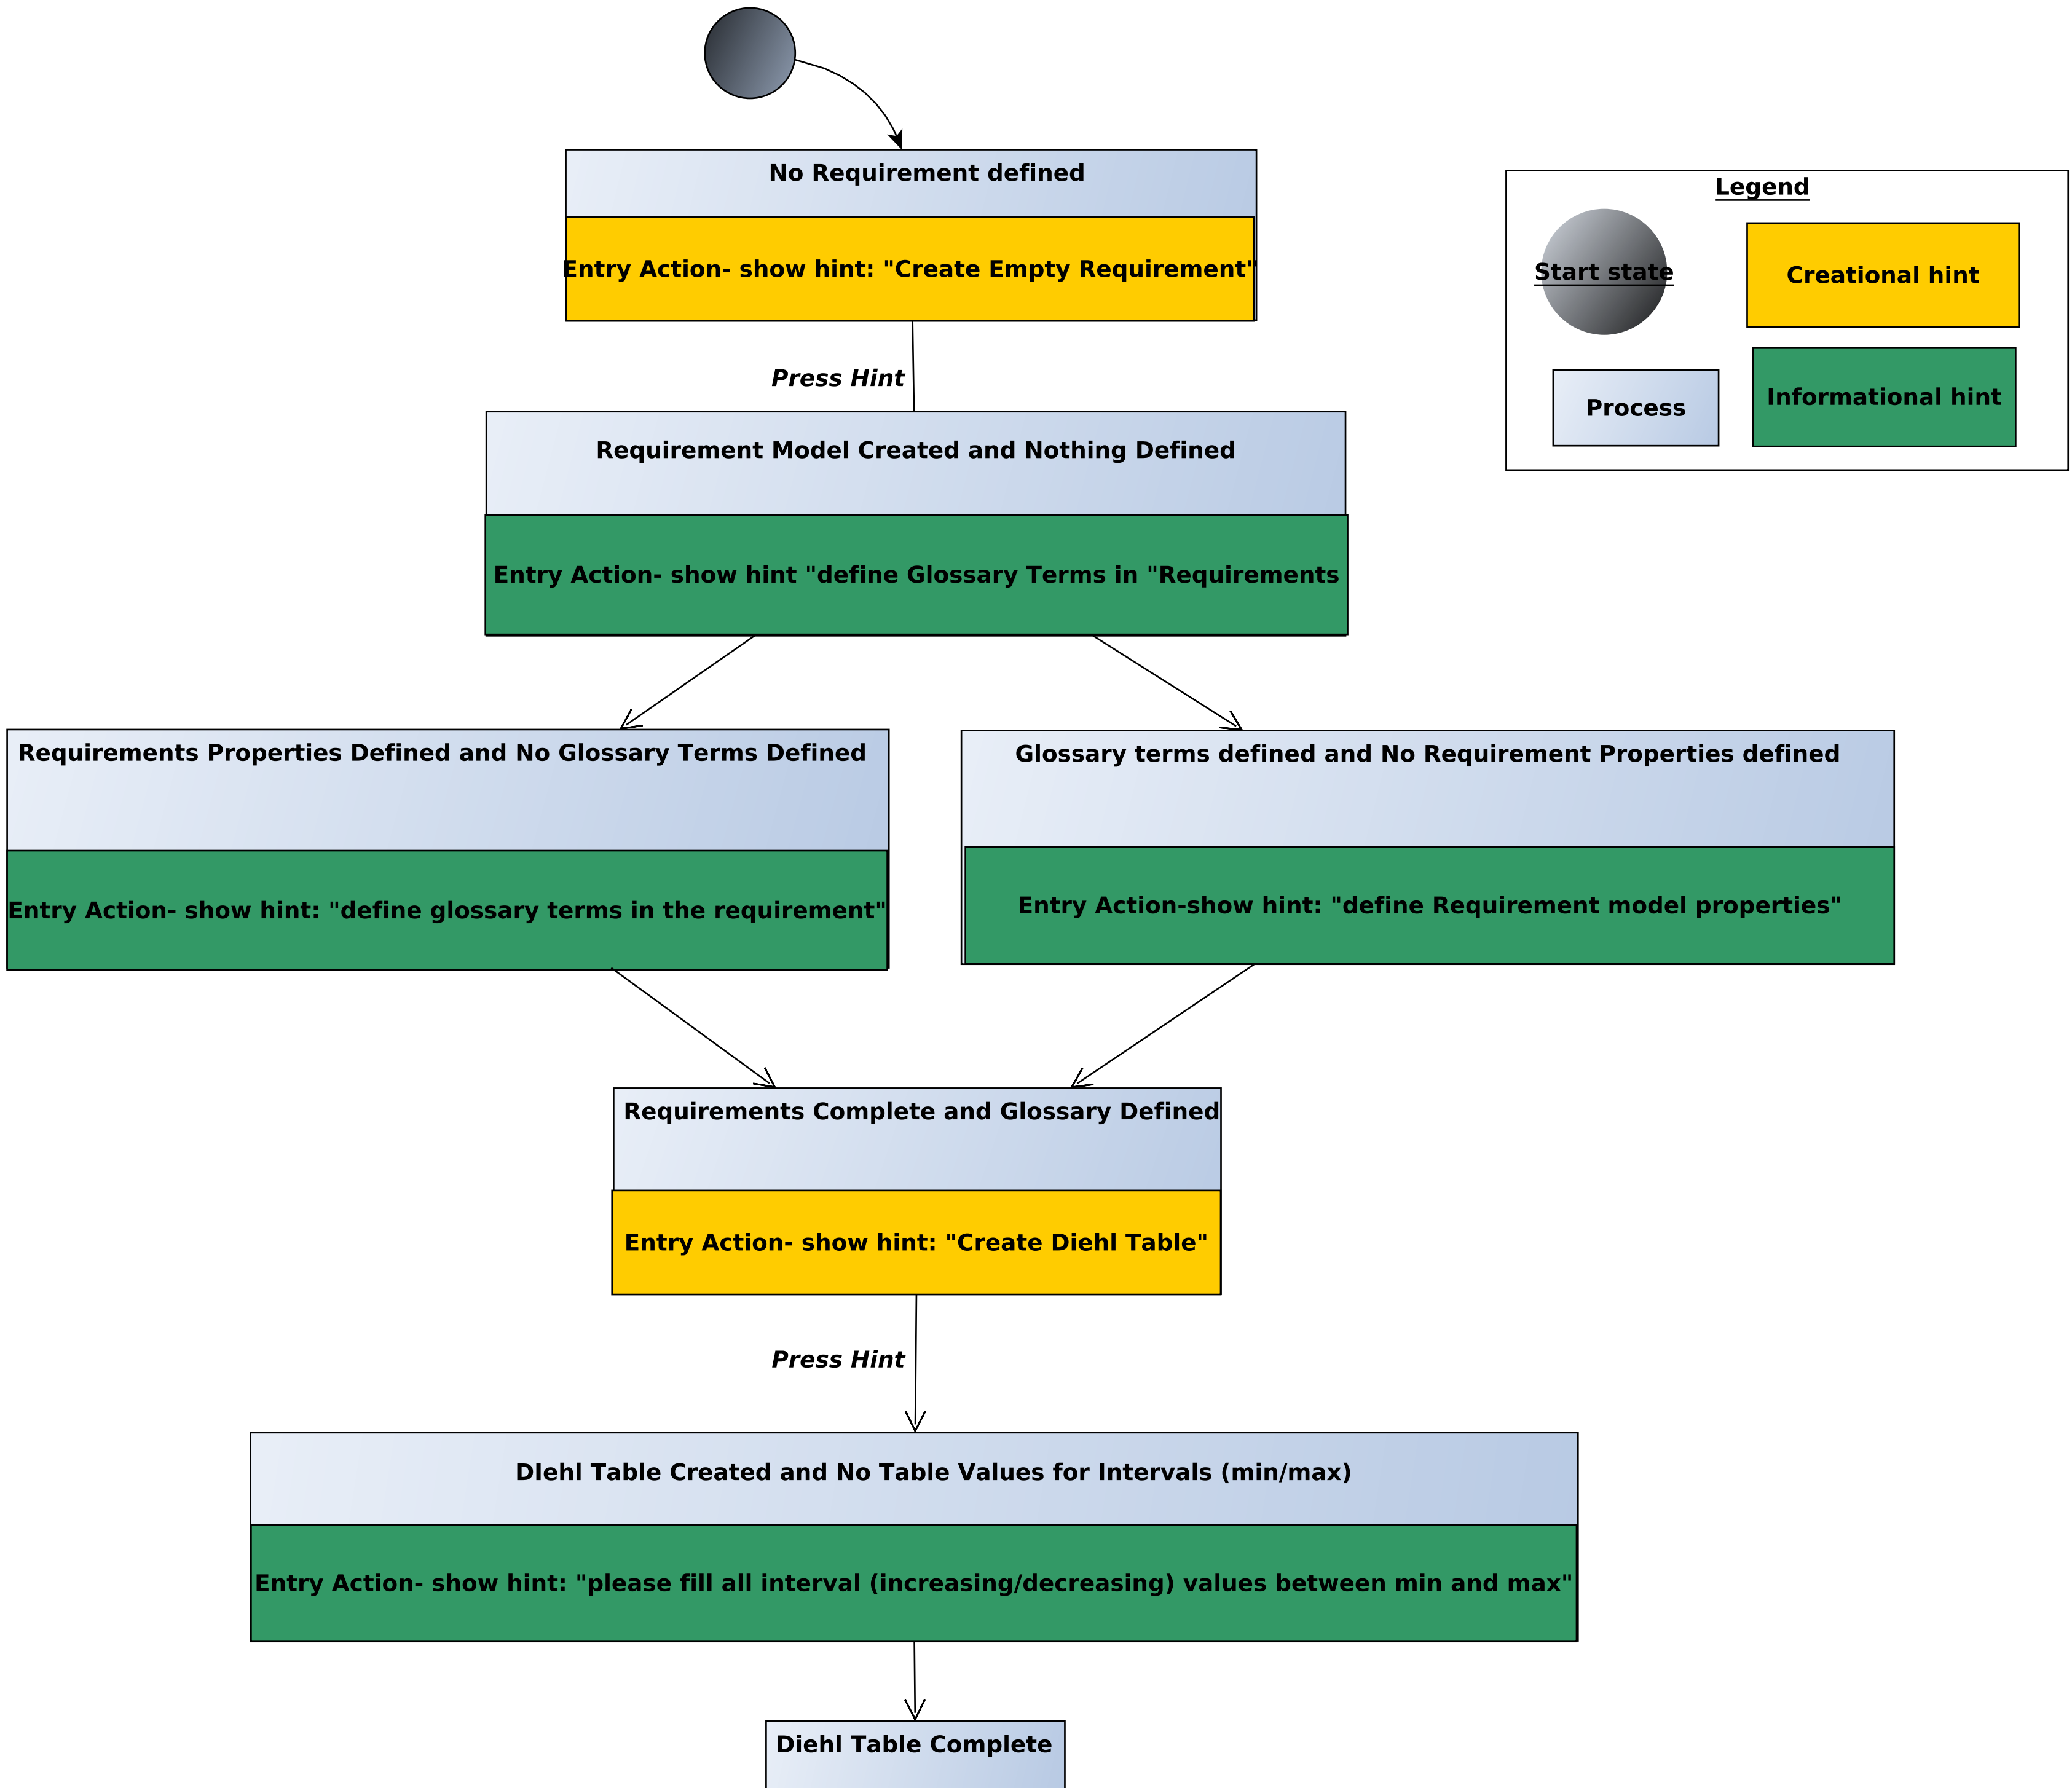 No Requirement defined
Entry Action- show hint: "Create Empty Requirement"
Legend
Start state
Creational hint
Process
Informational hint
Press Hint
Requirement Model Created and Nothing Defined
Entry Action- show hint "define Glossary Terms in "Requirements
Requirements Properties Defined and No Glossary Terms Defined
Entry Action- show hint: "define glossary terms in the requirement"
Glossary terms defined and No Requirement Properties defined
Entry Action-show hint: "define Requirement model properties"
Requirements Complete and Glossary Defined
Entry Action- show hint: "Create Diehl Table"
Press Hint
DIehl Table Created and No Table Values for Intervals (min/max)
Entry Action- show hint: "please fill all interval (increasing/decreasing) values between min and max"
Diehl Table Complete